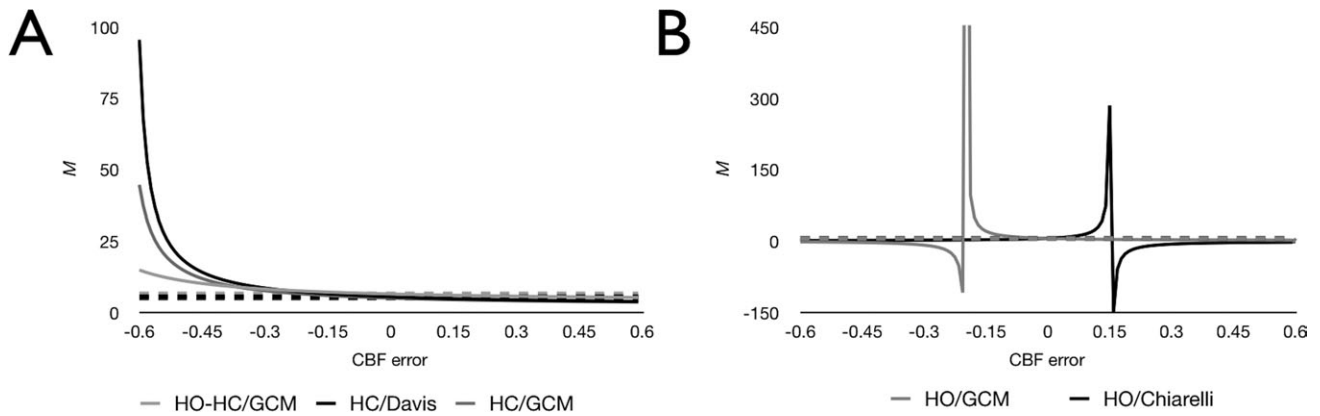 A
100
75
50
25
0
M
-0.6 -0.45 -0.3 -0.15 0 0.15 0.3 0.45 0.6
CBF error
HO-HC/GCM HC/Davis HC/GCM
B
450
300
150
0
-150
M
-0.6 -0.45 -0.3 -0.15 0 0.15 0.3 0.45 0.6
CBF error
HO/GCM HO/Chiarelli